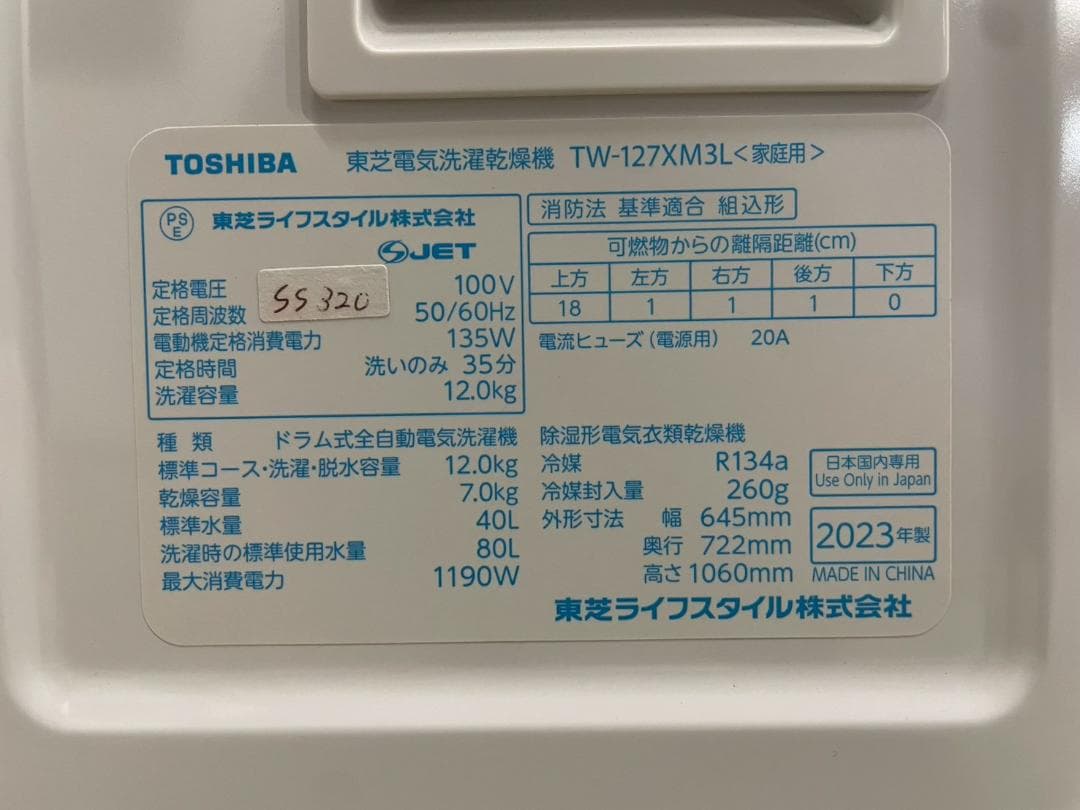 TOSHIBA 東芝電気洗濯乾燥機 TW-127XM3L<家庭用>
PS
E
東芝ライフスタイル株式会社
JET
定格電圧 100V
SS320
定格周波数 50/60Hz
電動機定格消費電力 135W
定格時間 洗いのみ 35分
洗濯容量 12.0kg
消防法 基準適合 組込形
可燃物からの離隔距離(cm)
上方 左方 右方 後方 下方
18 1 1 1 0
電流ヒューズ(電源用) 20A
種類 ドラム式全自動電気洗濯機
標準コース・洗濯・脱水容量 12.0kg
乾燥容量 7.0kg
標準水量 40L
洗濯時の標準使用水量 80L
最大消費電力 1190W
除湿形電気衣類乾燥機
冷媒 R134a
冷媒封入量 260g
外形寸法 幅 645mm
奥行 722mm
高さ 1060mm
日本国内専用
Use Only in Japan
2023年製
MADE IN CHINA
東芝ライフスタイル株式会社